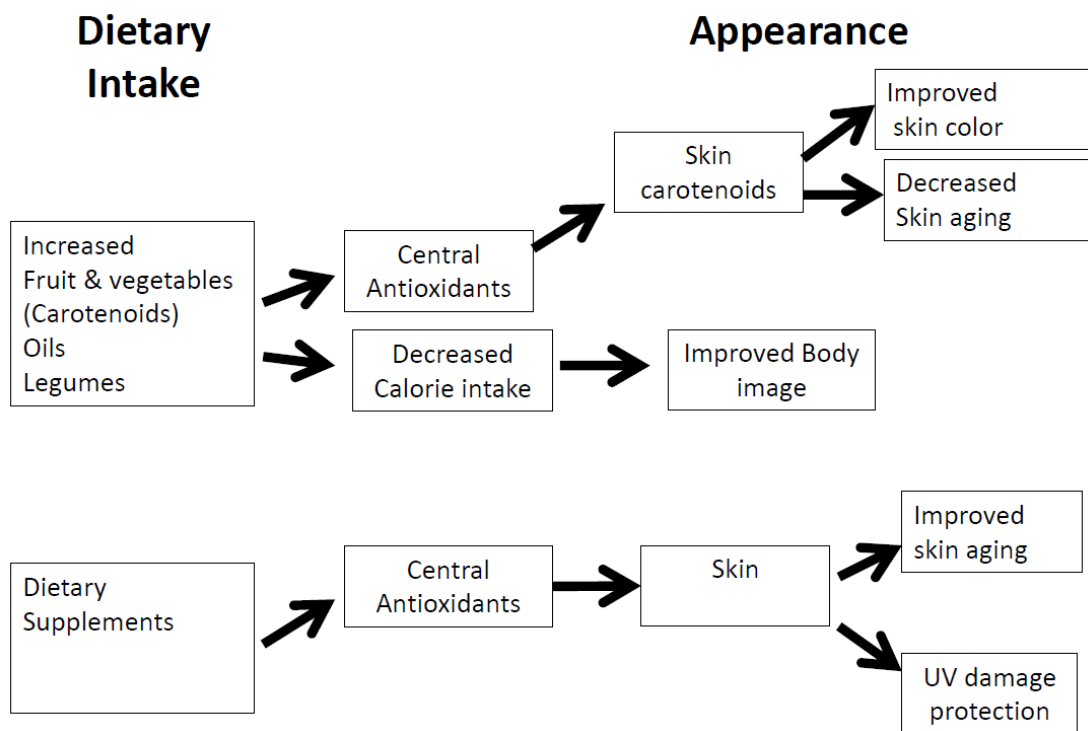 Dietary
Intake
Appearance
Improved
skin color
Skin
carotenoids
Decreased
Skin aging
Increased
Fruit & vegetables
(Carotenoids)
Oils
Legumes
Central
Antioxidants
Decreased
Calorie intake
Improved Body
image
Dietary
Supplements
Central
Antioxidants
Skin
Improved
skin aging
UV damage
protection